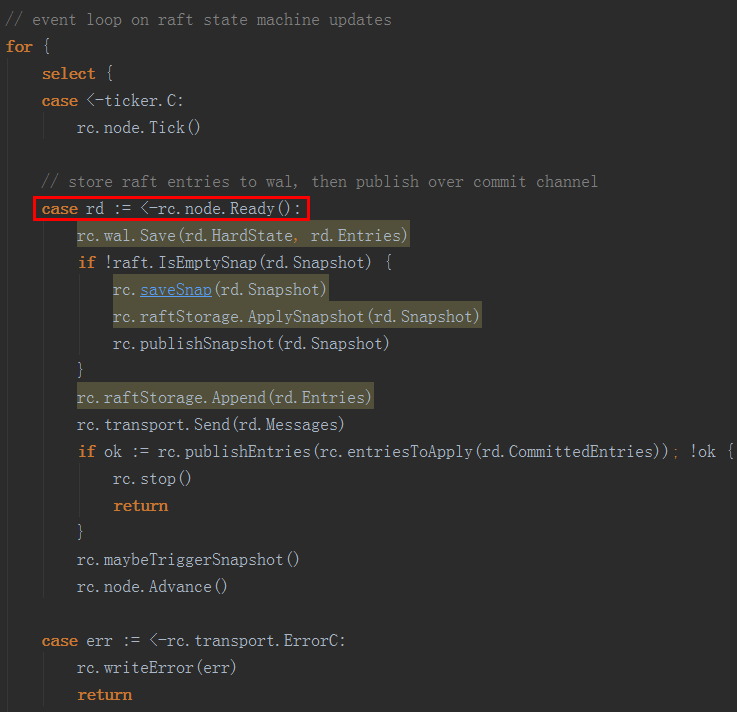 // event loop on raft state machine updates
for {
select {
case <-ticker.C:
rc.node.Tick()
// store raft entries to wal, then publish over commit channel
case rd := <-rc.node.Ready():
rc.wal.Save(rd.HardState, rd.Entries)
if !raft.IsEmptySnap(rd.Snapshot) {
rc.saveSnap(rd.Snapshot)
rc.raftStorage.ApplySnapshot(rd.Snapshot)
rc.publishSnapshot(rd.Snapshot)
}
rc.raftStorage.Append(rd.Entries)
rc.transport.Send(rd.Messages)
if ok := rc.publishEntries(rc.entriesToApply(rd.CommittedEntries)); !ok {
rc.stop()
return
}
rc.maybeTriggerSnapshot()
rc.node.Advance()
case err := <-rc.transport.ErrorC:
rc.writeError(err)
return